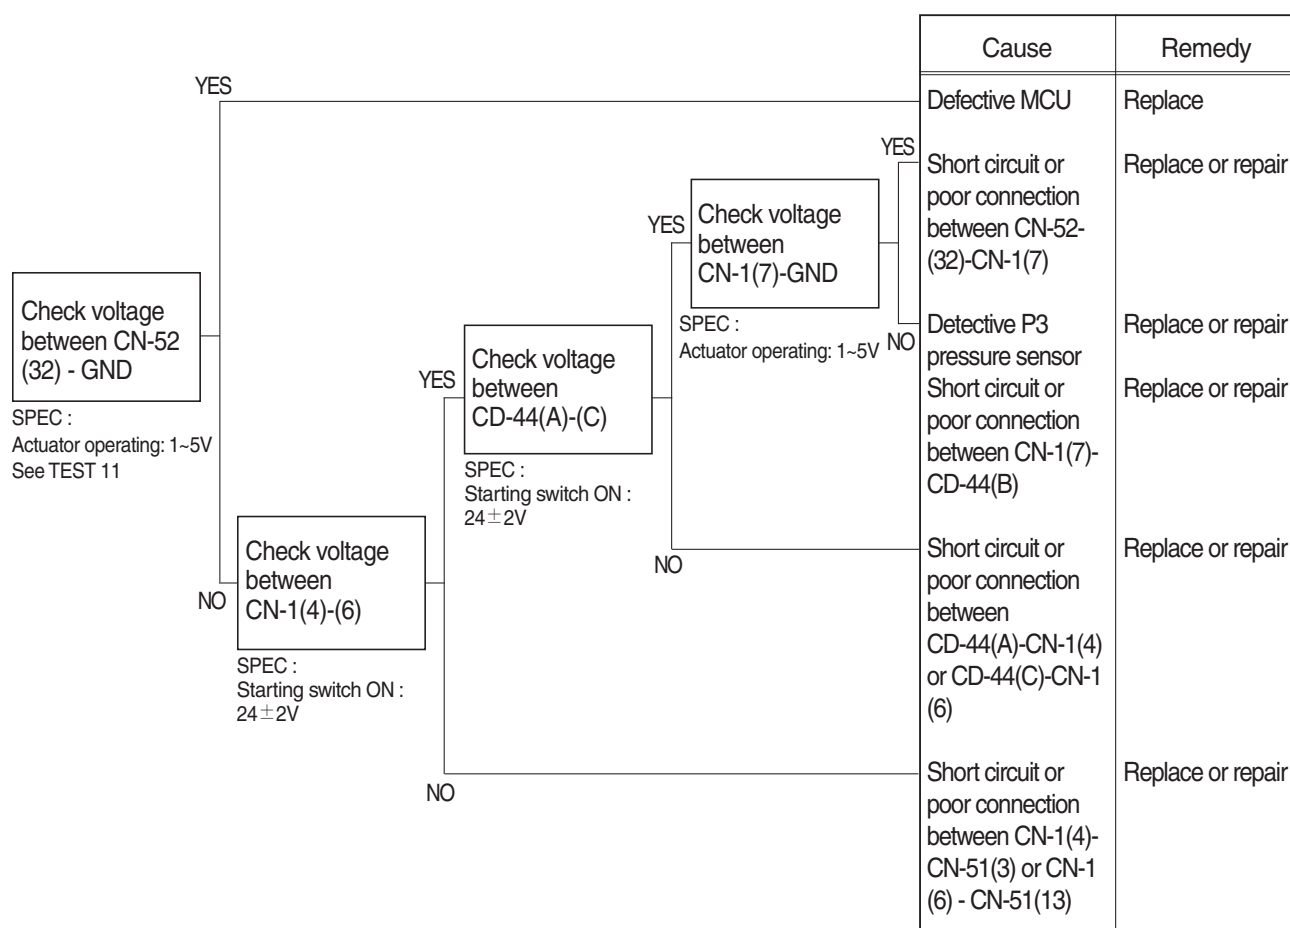 Cause
Remedy
YES
Defective MCU
Replace
YES
Short circuit or
poor connection
between CN-52-
(32)-CN-1(7)
Replace or repair
YES
Check voltage
between
CN-1(7)-GND
SPEC :
Actuator operating: 1~5V
NO
Detective P3
pressure sensor
Replace or repair
Short circuit or
poor connection
between CN-1(7)-
CD-44(B)
Replace or repair
Check voltage
between CN-52
(32) - GND
SPEC :
Actuator operating: 1~5V
See TEST 11
YES
Check voltage
between
CD-44(A)-(C)
SPEC :
Starting switch ON :
24±2V
NO
Short circuit or
poor connection
between
CD-44(A)-CN-1(4)
or CD-44(C)-CN-1
(6)
Replace or repair
NO
Check voltage
between
CN-1(4)-(6)
SPEC :
Starting switch ON :
24±2V
NO
Short circuit or
poor connection
between CN-1(4)-
CN-51(3) or CN-1
(6) - CN-51(13)
Replace or repair